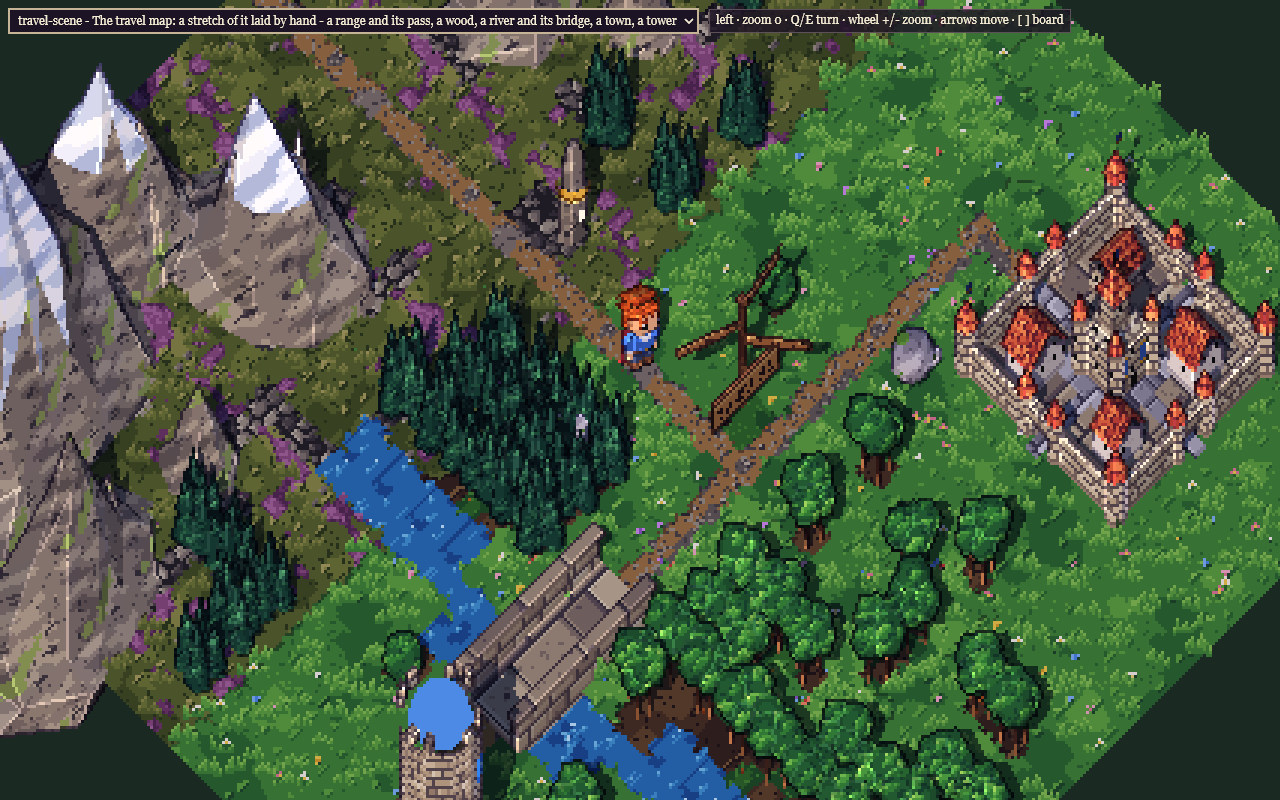 travel-scene - The travel map: a stretch of it laid by hand - a range and its pass, a wood, a river and its bridge, a town, a tower
left · zoom 0 · Q/E turn · wheel +/- zoom · arrows move · [ ] board